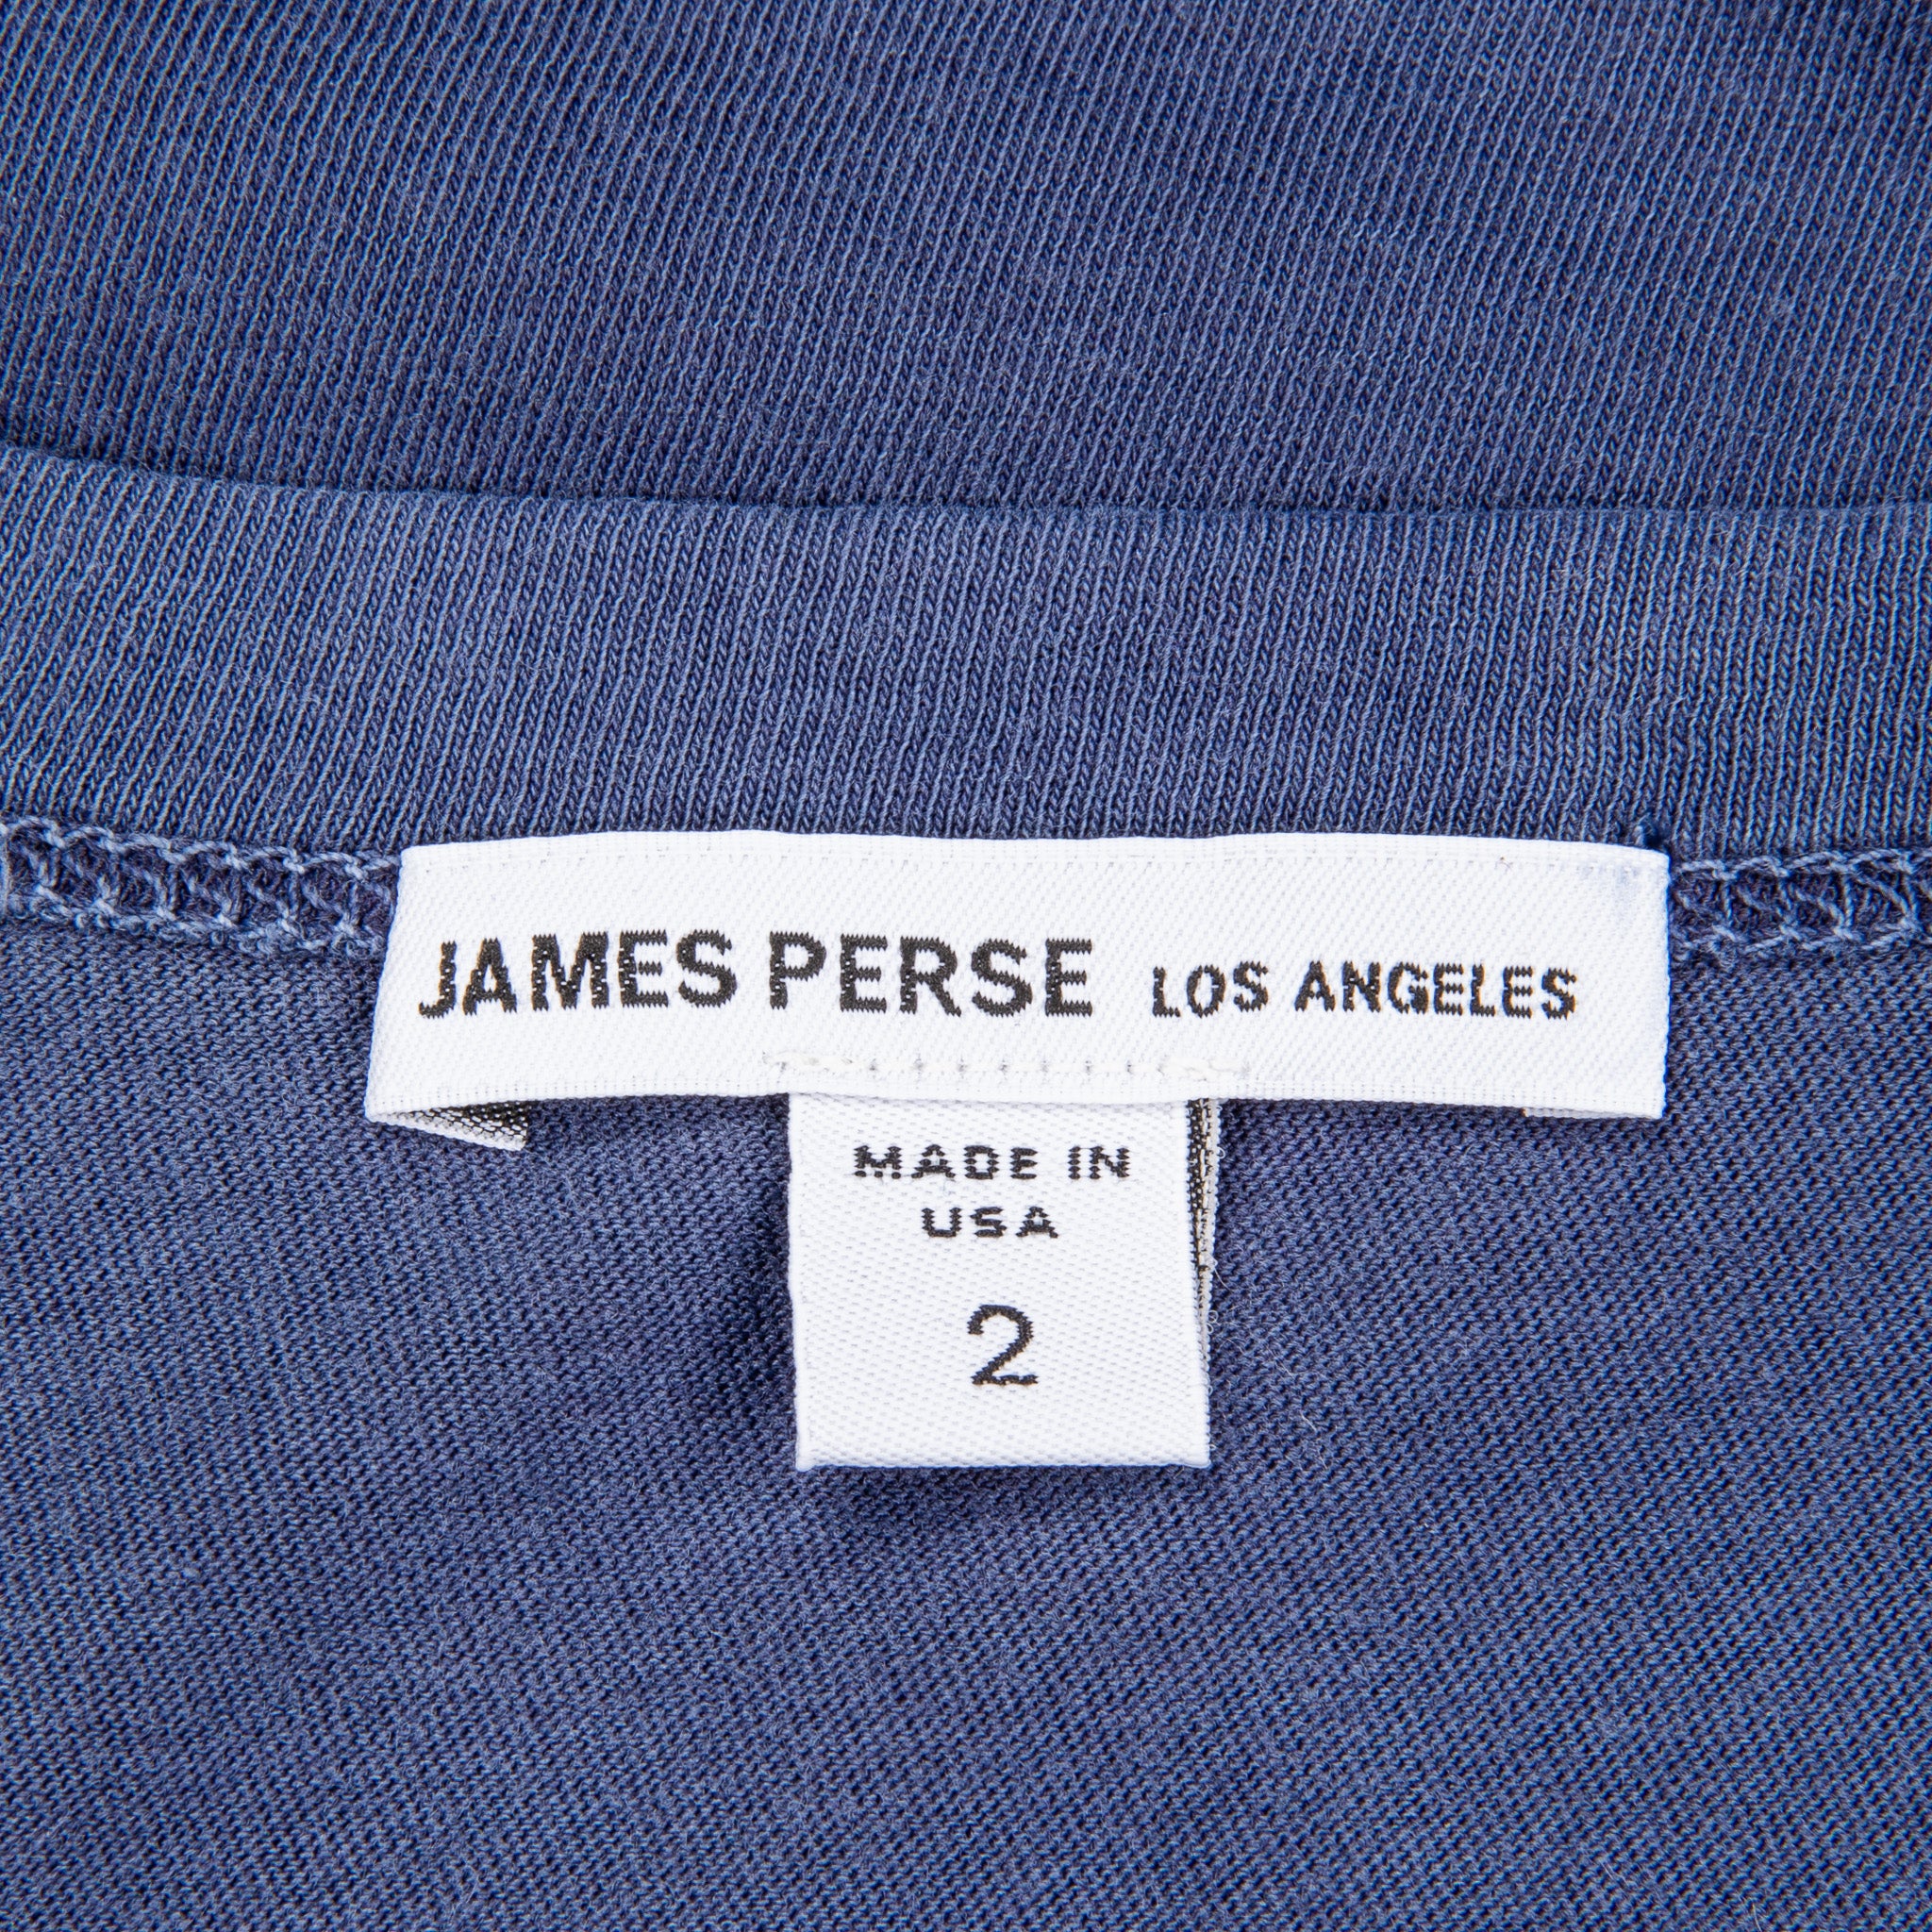 JAMES PERSE LOS ANGELES
MADE IN
USA
2